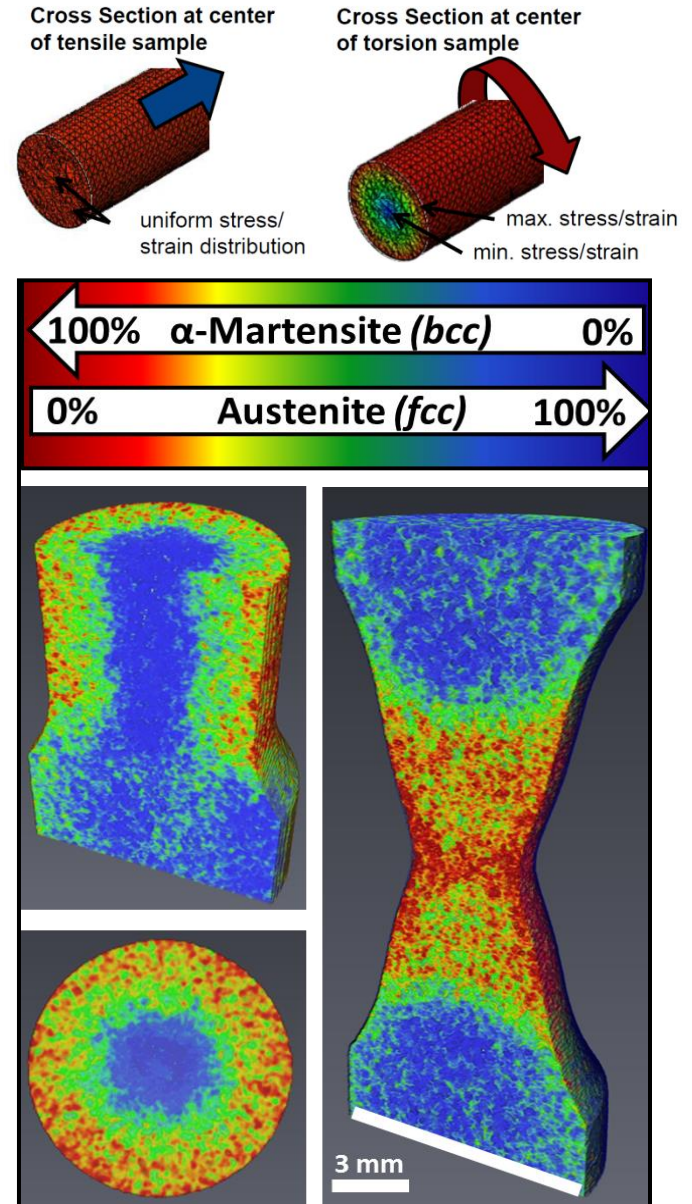 Cross Section at center
of tensile sample
Cross Section at center
of torsion sample
uniform stress/
strain distribution
max. stress/strain
min. stress/strain
100% α-Martensite (bcc) 0%
0% Austenite (fcc) 100%
3 mm